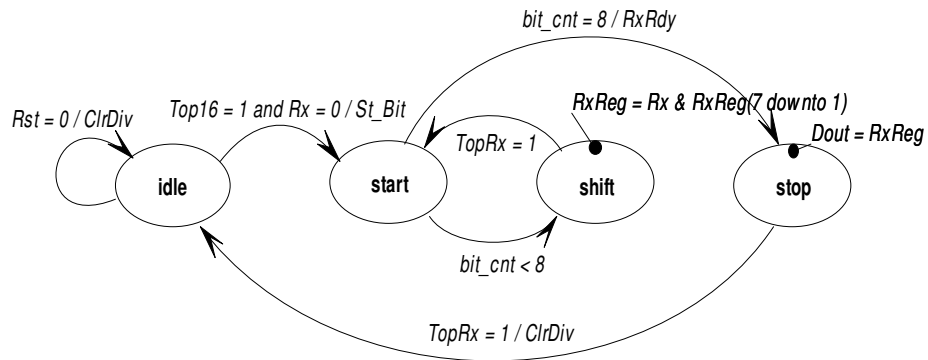 bit_cnt = 8 / RxRdy
Top16 = 1 and Rx = 0 / St_Bit
RxReg = Rx & RxReg(7 downto 1)
Rst = 0 / ClrDiv
TopRx = 1
Dout = RxReg
idle
start
shift
stop
bit_cnt < 8
TopRx = 1 / ClrDiv